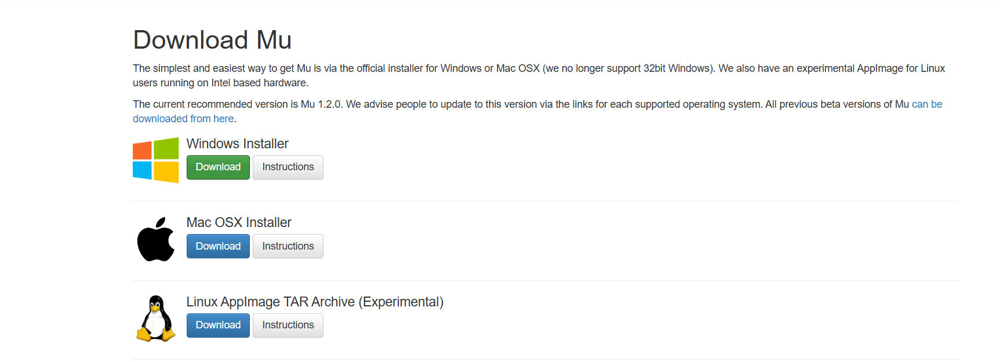 Download Mu
The simplest and easiest way to get Mu is via the official installer for Windows or Mac OSX (we no longer support 32bit Windows). We also have an experimental AppImage for Linux
users running on Intel based hardware.
The current recommended version is Mu 1.2.0. We advise people to update to this version via the links for each supported operating system. All previous beta versions of Mu can be
downloaded from here.
Windows Installer
Download Instructions
Mac OSX Installer
Download Instructions
Linux AppImage TAR Archive (Experimental)
Download Instructions